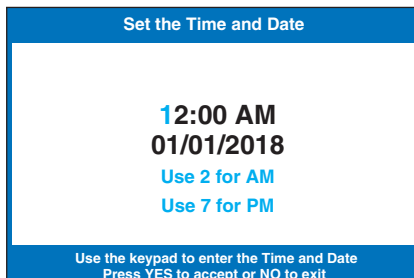 Set the Time and Date
12:00 AM
01/01/2018
Use 2 for AM
Use 7 for PM
Use the keypad to enter the Time and Date
Press YES to accept or NO to exit